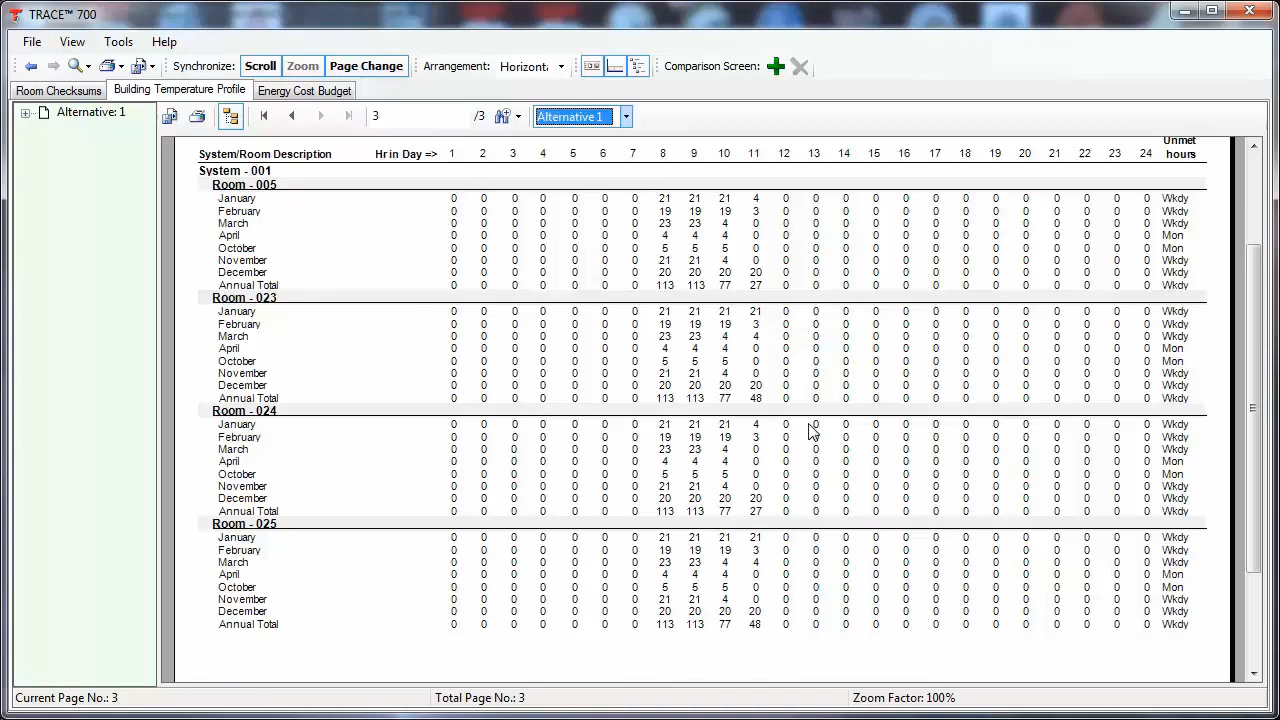 TRACE™ 700
File View Tools Help
Synchronize: Scroll Zoom Page Change Arrangement: Horizont Comparison Screen:
Room Checksums Building Temperature Profile Energy Cost Budget
Alternative: 1
3 /3 Alternative 1
Unmet
System/Room Description Hr in Day => 1 2 3 4 5 6 7 8 9 10 11 12 13 14 15 16 17 18 19 20 21 22 23 24 hours
System - 001
Room - 005
January 0 0 0 0 0 0 0 21 21 21 4 0 0 0 0 0 0 0 0 0 0 0 0 0 Wkdy
February 0 0 0 0 0 0 0 19 19 19 3 0 0 0 0 0 0 0 0 0 0 0 0 0 Wkdy
March 0 0 0 0 0 0 0 23 23 4 0 0 0 0 0 0 0 0 0 0 0 0 0 0 Wkdy
April 0 0 0 0 0 0 0 4 4 4 0 0 0 0 0 0 0 0 0 0 0 0 0 0 Mon
October 0 0 0 0 0 0 0 5 5 5 0 0 0 0 0 0 0 0 0 0 0 0 0 0 Mon
November 0 0 0 0 0 0 0 21 21 4 0 0 0 0 0 0 0 0 0 0 0 0 0 0 Wkdy
December 0 0 0 0 0 0 0 20 20 20 20 0 0 0 0 0 0 0 0 0 0 0 0 0 Wkdy
Annual Total 0 0 0 0 0 0 0 113 113 77 27 0 0 0 0 0 0 0 0 0 0 0 0 0 Wkdy
Room - 023
January 0 0 0 0 0 0 0 21 21 21 21 0 0 0 0 0 0 0 0 0 0 0 0 0 Wkdy
February 0 0 0 0 0 0 0 19 19 19 3 0 0 0 0 0 0 0 0 0 0 0 0 0 Wkdy
March 0 0 0 0 0 0 0 23 23 4 4 0 0 0 0 0 0 0 0 0 0 0 0 0 Wkdy
April 0 0 0 0 0 0 0 4 4 4 0 0 0 0 0 0 0 0 0 0 0 0 0 0 Mon
October 0 0 0 0 0 0 0 5 5 5 0 0 0 0 0 0 0 0 0 0 0 0 0 0 Mon
November 0 0 0 0 0 0 0 21 21 4 0 0 0 0 0 0 0 0 0 0 0 0 0 0 Wkdy
December 0 0 0 0 0 0 0 20 20 20 20 0 0 0 0 0 0 0 0 0 0 0 0 0 Wkdy
Annual Total 0 0 0 0 0 0 0 113 113 77 48 0 0 0 0 0 0 0 0 0 0 0 0 0 Wkdy
Room - 024
January 0 0 0 0 0 0 0 21 21 21 4 0 0 0 0 0 0 0 0 0 0 0 0 0 Wkdy
February 0 0 0 0 0 0 0 19 19 19 3 0 0 0 0 0 0 0 0 0 0 0 0 0 Wkdy
March 0 0 0 0 0 0 0 23 23 4 0 0 0 0 0 0 0 0 0 0 0 0 0 0 Wkdy
April 0 0 0 0 0 0 0 4 4 4 0 0 0 0 0 0 0 0 0 0 0 0 0 0 Mon
October 0 0 0 0 0 0 0 5 5 5 0 0 0 0 0 0 0 0 0 0 0 0 0 0 Mon
November 0 0 0 0 0 0 0 21 21 4 0 0 0 0 0 0 0 0 0 0 0 0 0 0 Wkdy
December 0 0 0 0 0 0 0 20 20 20 20 0 0 0 0 0 0 0 0 0 0 0 0 0 Wkdy
Annual Total 0 0 0 0 0 0 0 113 113 77 27 0 0 0 0 0 0 0 0 0 0 0 0 0 Wkdy
Room - 025
January 0 0 0 0 0 0 0 21 21 21 21 0 0 0 0 0 0 0 0 0 0 0 0 0 Wkdy
February 0 0 0 0 0 0 0 19 19 19 3 0 0 0 0 0 0 0 0 0 0 0 0 0 Wkdy
March 0 0 0 0 0 0 0 23 23 4 4 0 0 0 0 0 0 0 0 0 0 0 0 0 Wkdy
April 0 0 0 0 0 0 0 4 4 4 0 0 0 0 0 0 0 0 0 0 0 0 0 0 Mon
October 0 0 0 0 0 0 0 5 5 5 0 0 0 0 0 0 0 0 0 0 0 0 0 0 Mon
November 0 0 0 0 0 0 0 21 21 4 0 0 0 0 0 0 0 0 0 0 0 0 0 0 Wkdy
December 0 0 0 0 0 0 0 20 20 20 20 0 0 0 0 0 0 0 0 0 0 0 0 0 Wkdy
Annual Total 0 0 0 0 0 0 0 113 113 77 48 0 0 0 0 0 0 0 0 0 0 0 0 0 Wkdy
Current Page No.: 3 Total Page No.: 3 Zoom Factor: 100%